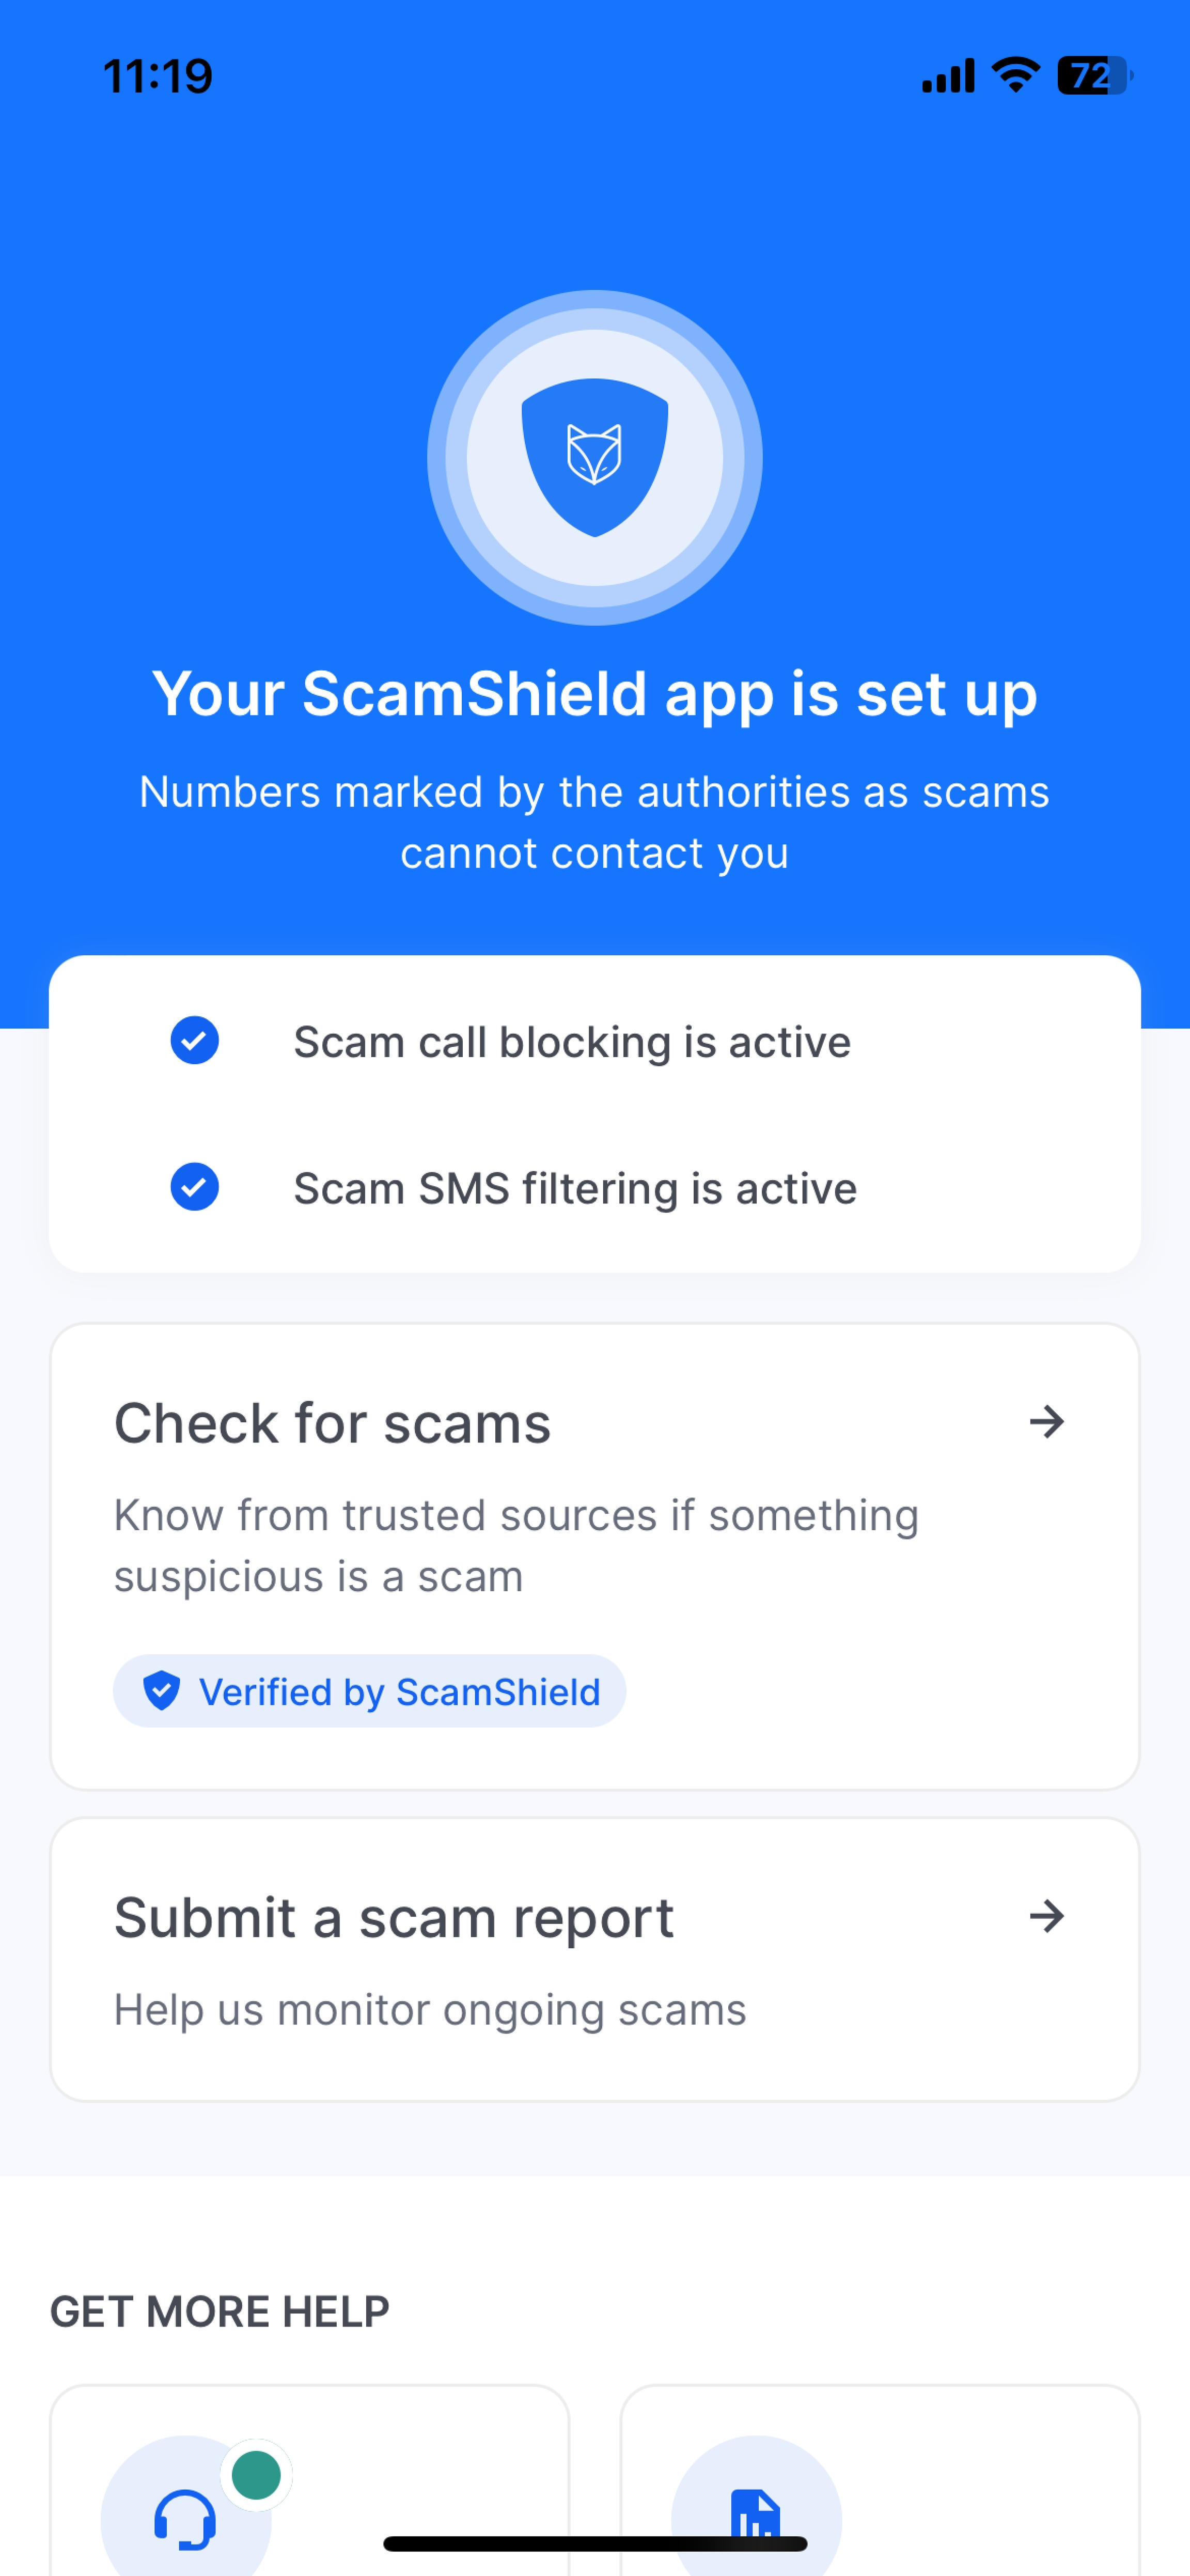 11:19
72
Your ScamShield app is set up
Numbers marked by the authorities as scams
cannot contact you
Scam call blocking is active
Scam SMS filtering is active
Check for scams
Know from trusted sources if something
suspicious is a scam
Verified by ScamShield
Submit a scam report
Help us monitor ongoing scams
GET MORE HELP